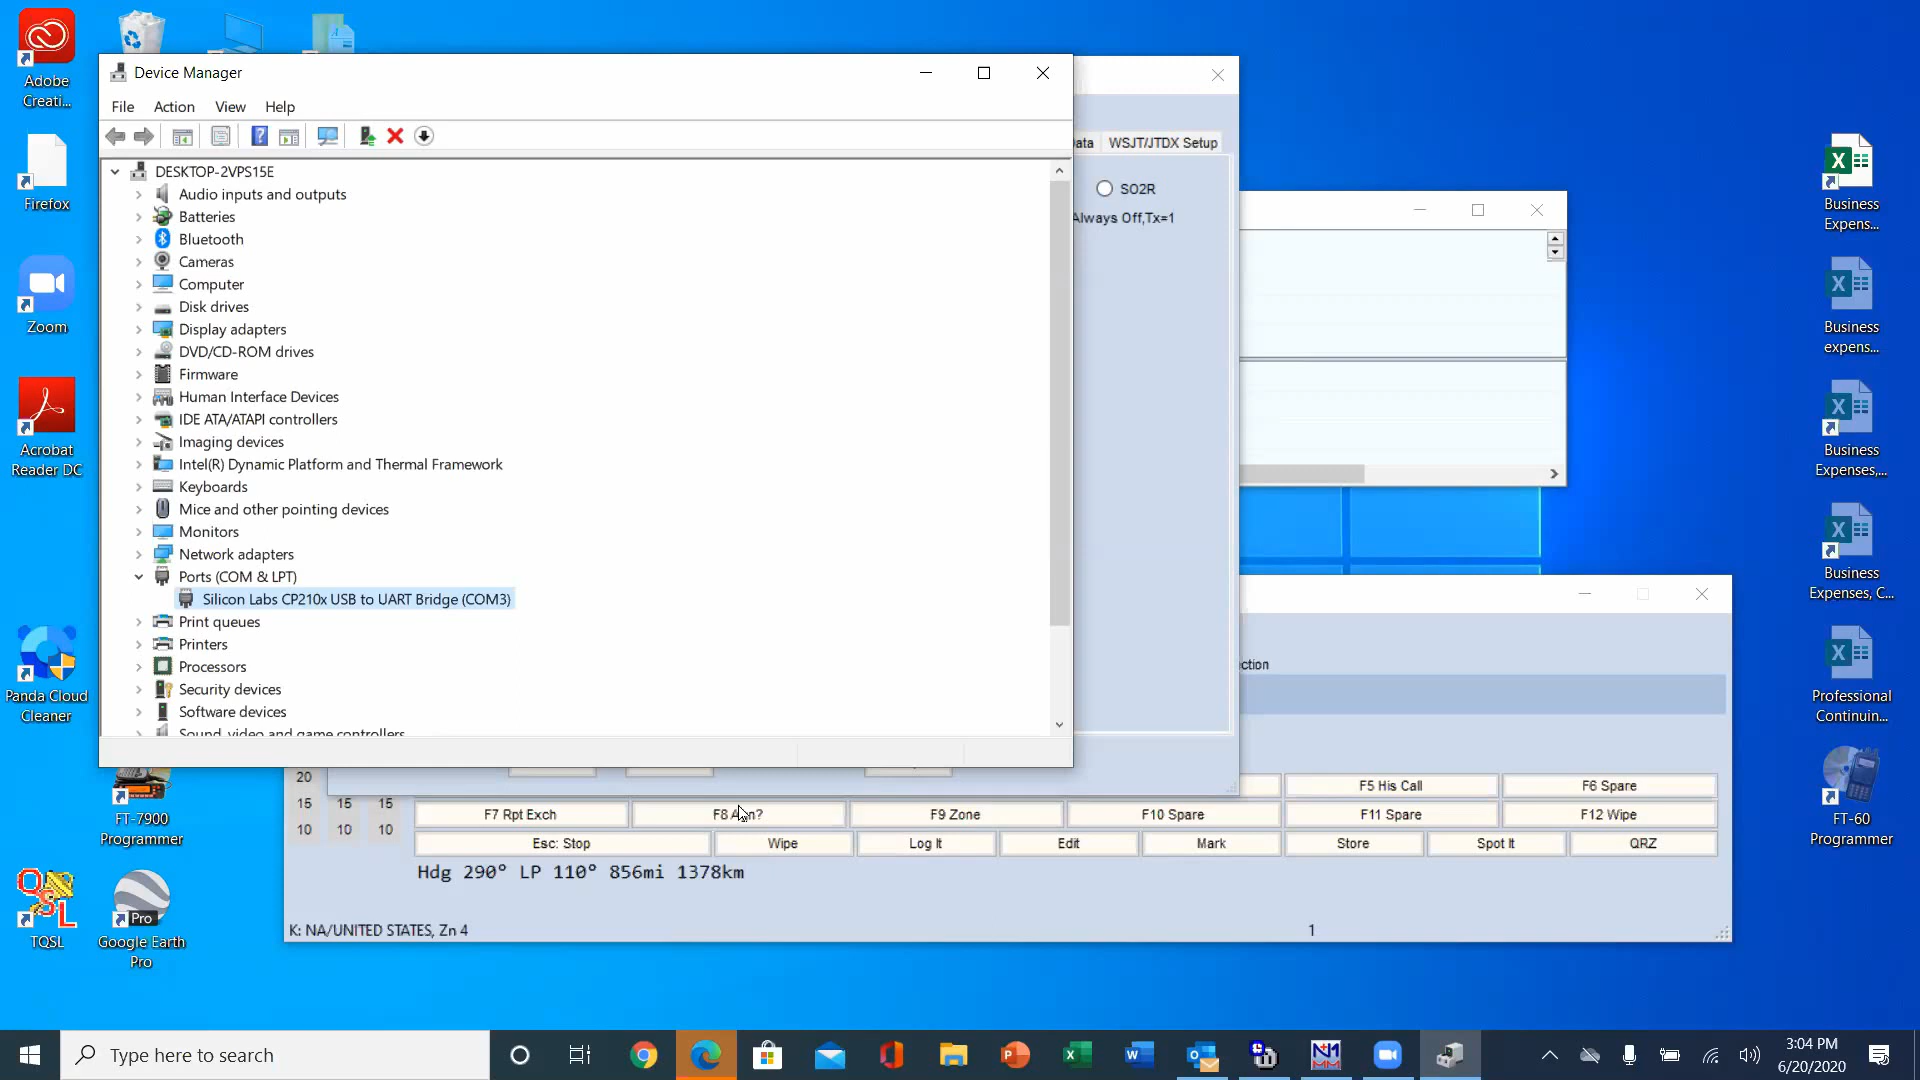 Adobe
Creati...
Firefox
Zoom
Acrobat
Reader DC
Panda Cloud
Cleaner
TQSL
FT-7900
Programmer
Pro
Google Earth
Pro
Device Manager
File Action View Help
DESKTOP-2VPS15E
Audio inputs and outputs
Batteries
Bluetooth
Cameras
Computer
Disk drives
Display adapters
DVD/CD-ROM drives
Firmware
Human Interface Devices
IDE ATA/ATAPI controllers
Imaging devices
Intel(R) Dynamic Platform and Thermal Framework
Keyboards
Mice and other pointing devices
Monitors
Network adapters
Ports (COM & LPT)
Silicon Labs CP210x USB to UART Bridge (COM3)
Print queues
Printers
Processors
Security devices
Software devices
Sound, video and game controllers
ata WSJT/JTDX Setup
SO2R
Always Off,Tx=1
ction
20
15 15 15
10 10 10
F5 His Call F6 Spare
F7 Rpt Exch F8 A n? F9 Zone F10 Spare F11 Spare F12 Wipe
Esc: Stop Wipe Log It Edit Mark Store Spot It QRZ
Hdg 290° LP 110° 856mi 1378km
K: NA/UNITED STATES, Zn 4 1
Business
Expens...
Business
expens...
Business
Expenses,...
Business
Expenses, C...
Professional
Continuin...
FT-60
Programmer
Type here to search
3:04 PM
6/20/2020